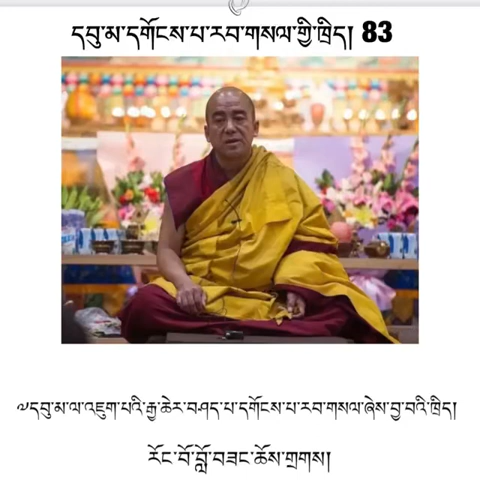 དབུ་མ་དགོངས་པ་རབ་གསལ་གྱི་ཁྲིད། 83
༄དབུ་མ་ལ་འཇུག་པའི་རྒྱ་ཆེར་བཤད་པ་དགོངས་པ་རབ་གསལ་ཞེས་བྱ་བའི་ཁྲིད།
རོང་བོ་བློ་བཟང་ཆོས་གྲགས།